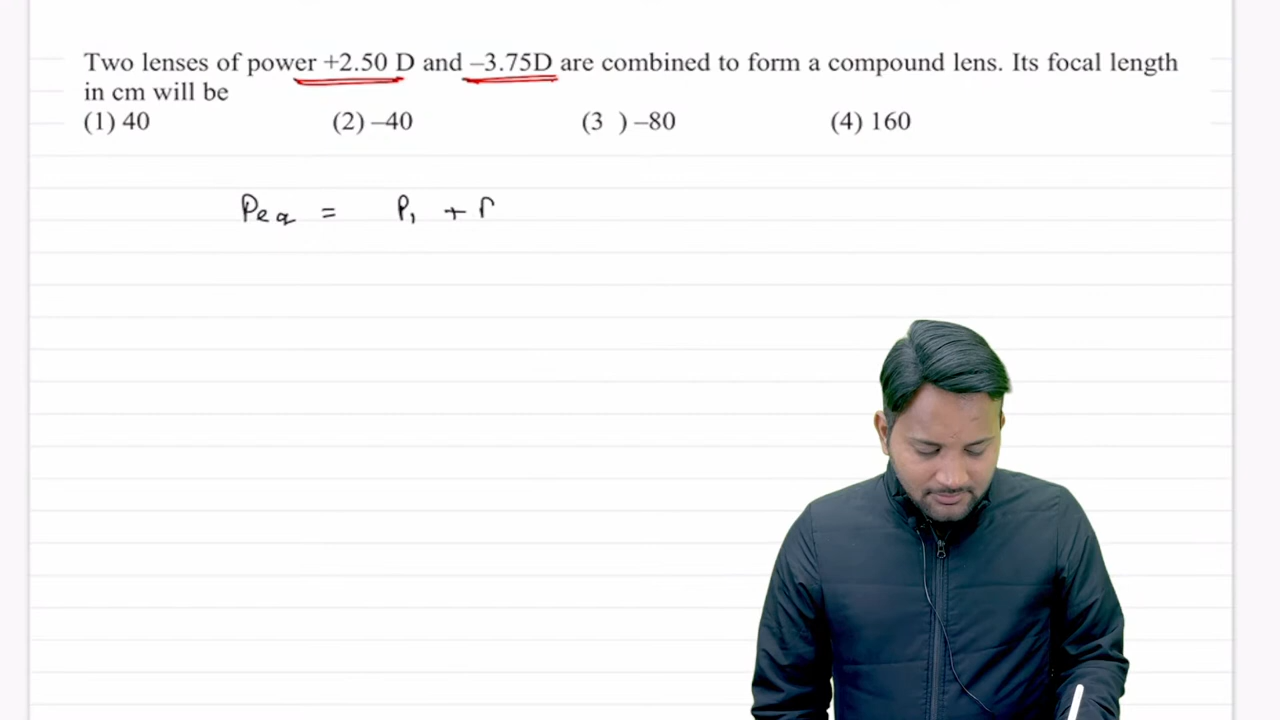 Two lenses of power +2.50 D and –3.75D are combined to form a compound lens. Its focal length
in cm will be
(1) 40 (2) –40 (3 ) –80 (4) 160
Peq = P₁ +